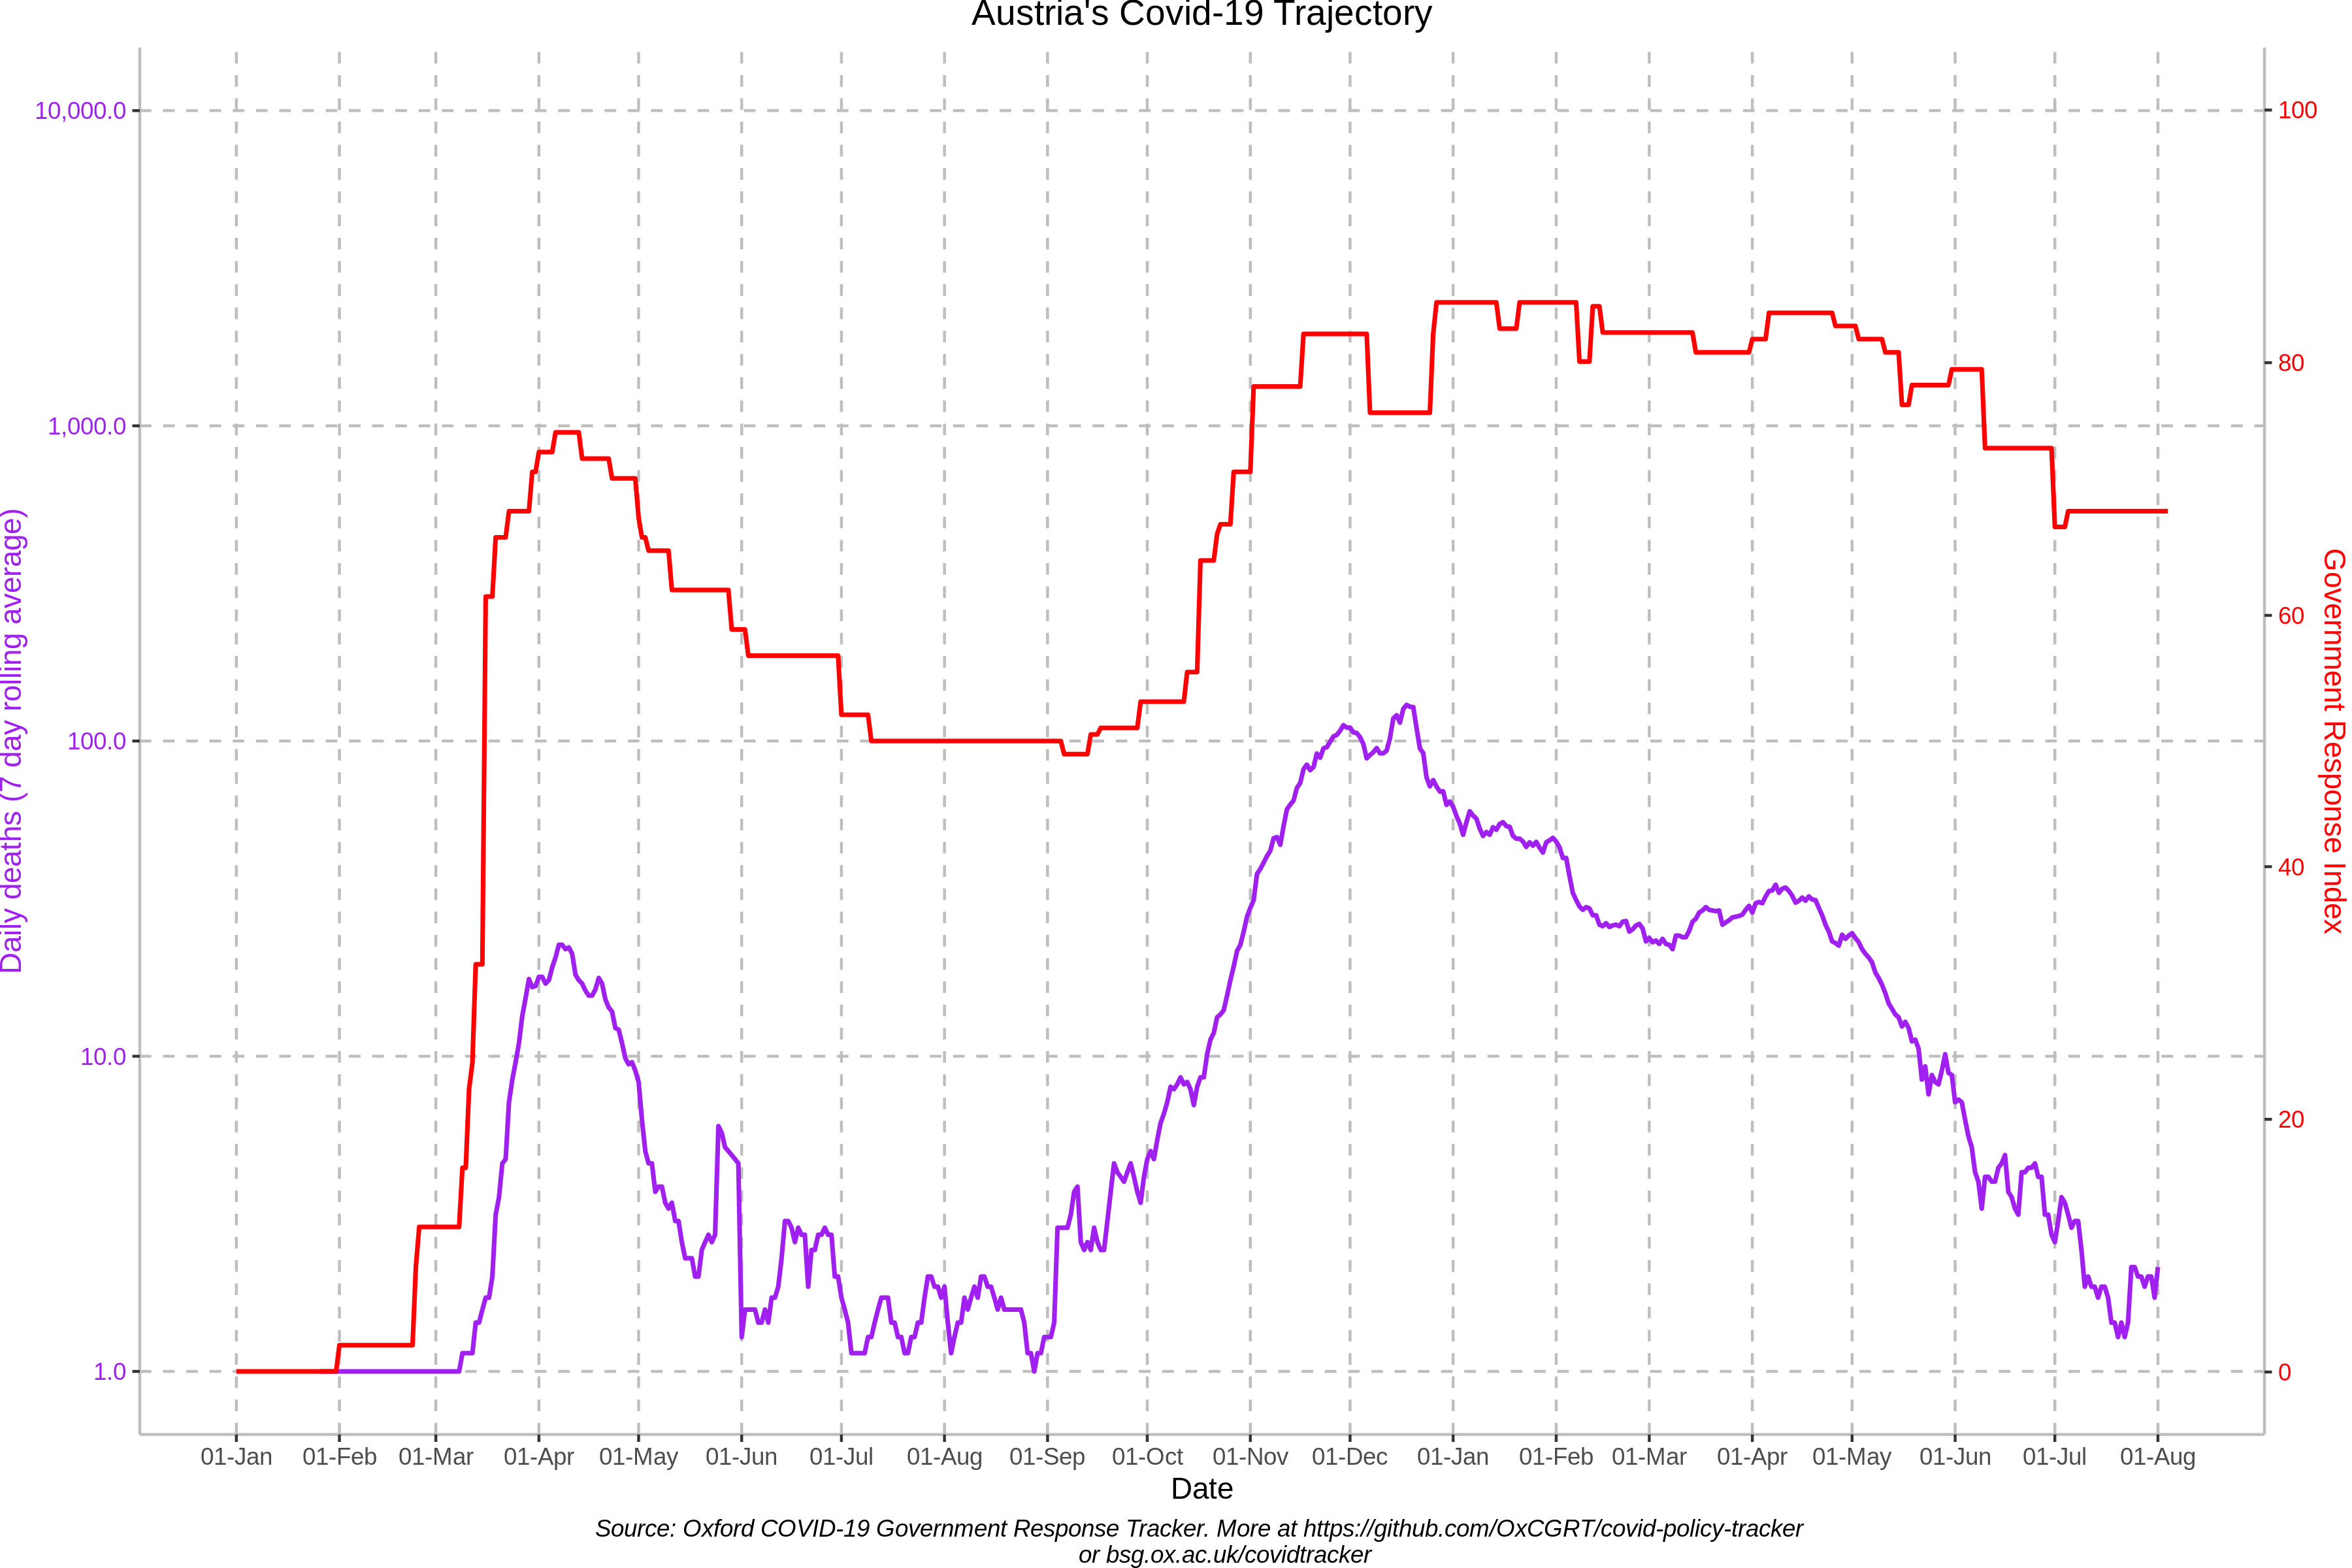 Austria's Covid-19 Trajectory
10,000.0
1,000.0
100.0
10.0
1.0
Daily deaths (7 day rolling average)
100
80
60
40
20
0
Government Response Index
01-Jan 01-Feb 01-Mar 01-Apr 01-May 01-Jun 01-Jul 01-Aug 01-Sep 01-Oct 01-Nov 01-Dec 01-Jan 01-Feb 01-Mar 01-Apr 01-May 01-Jun 01-Jul 01-Aug
Date
Source: Oxford COVID-19 Government Response Tracker. More at https://github.com/OxCGRT/covid-policy-tracker
or bsg.ox.ac.uk/covidtracker